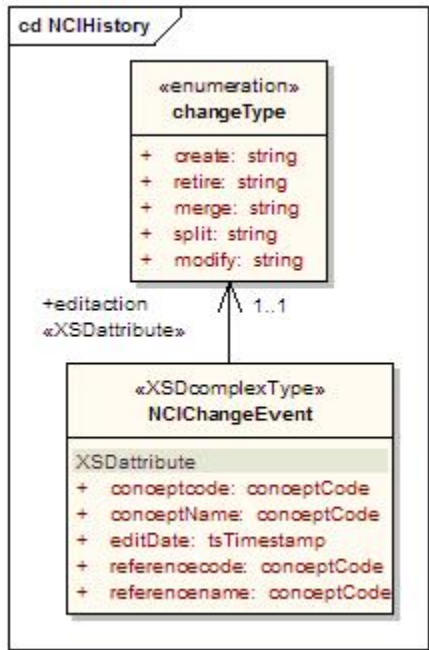 cd NCIHistory
«enumeration»
changeType
+ create: string
+ retire: string
+ merge: string
+ split: string
+ modify: string
+editaction 1..1
«XSDattribute»
«XSDcomplexType»
NCIChangeEvent
XSDattribute
+ conceptcode: conceptCode
+ conceptName: conceptCode
+ editDate: tsTimestamp
+ referencecode: conceptCode
+ referencename: conceptCode